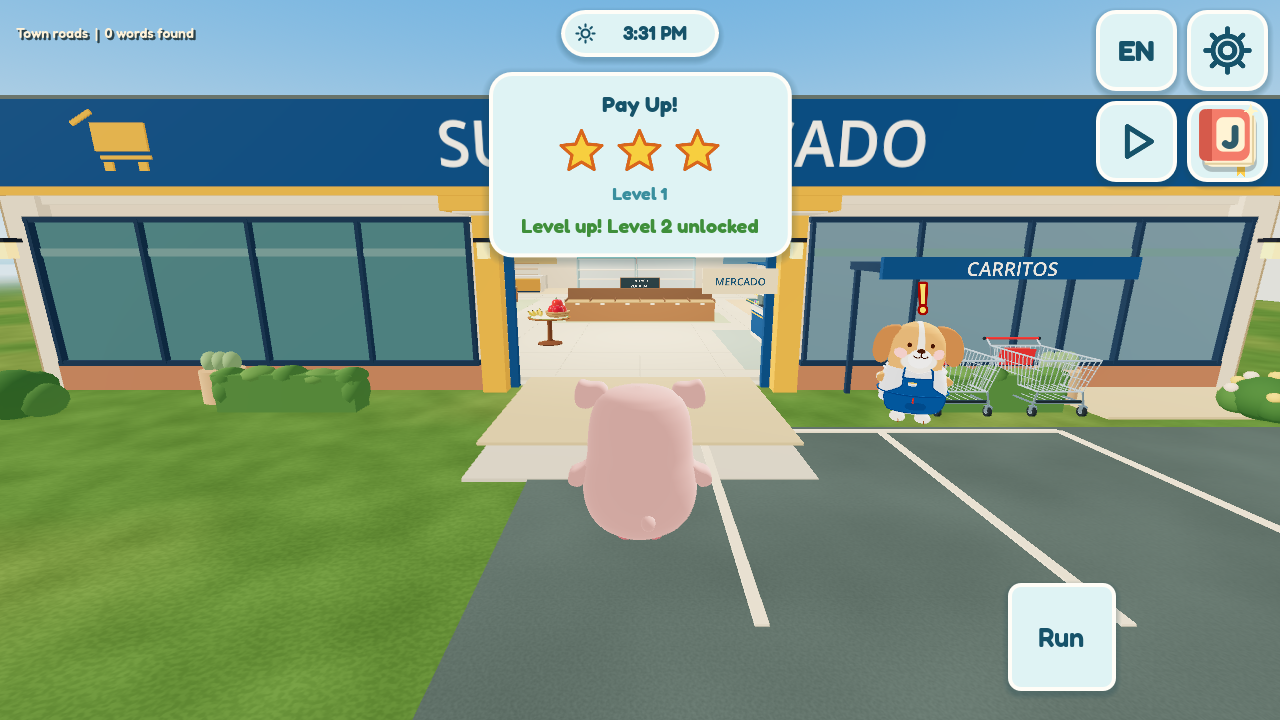 Town roads | 0 words found
3:31 PM
EN
Pay Up!
Level 1
Level up! Level 2 unlocked
J
ADO
CARRITOS
MERCADO
Run